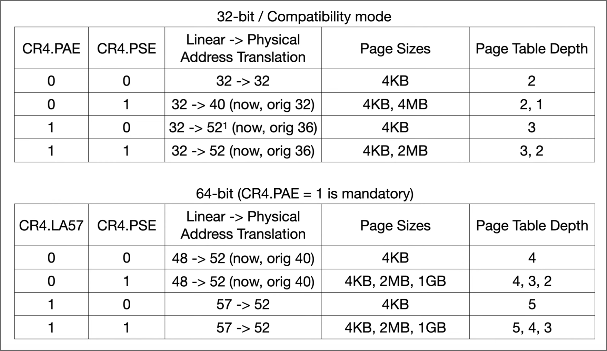 32-bit / Compatibility mode
CR4.PAE CR4.PSE Linear -> Physical Address Translation Page Sizes Page Table Depth
0 0 32 -> 32 4KB 2
0 1 32 -> 40 (now, orig 32) 4KB, 4MB 2, 1
1 0 32 -> 52¹ (now, orig 36) 4KB 3
1 1 32 -> 52 (now, orig 36) 4KB, 2MB 3, 2
64-bit (CR4.PAE = 1 is mandatory)
CR4.LA57 CR4.PSE Linear -> Physical Address Translation Page Sizes Page Table Depth
0 0 48 -> 52 (now, orig 40) 4KB 4
0 1 48 -> 52 (now, orig 40) 4KB, 2MB, 1GB 4, 3, 2
1 0 57 -> 52 4KB 5
1 1 57 -> 52 4KB, 2MB, 1GB 5, 4, 3